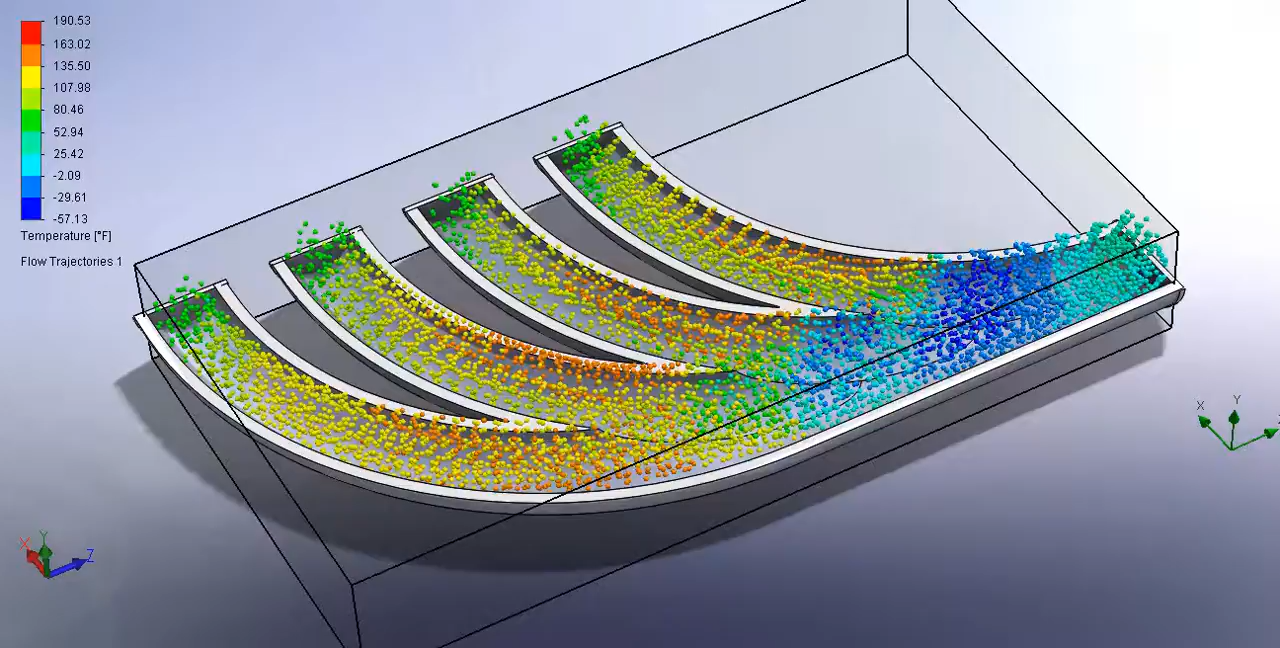 190.53
163.02
135.50
107.98
80.46
52.94
25.42
-2.09
-29.61
-57.13
Temperature [°F]
Flow Trajectories 1
X
Y
X
Y
Z